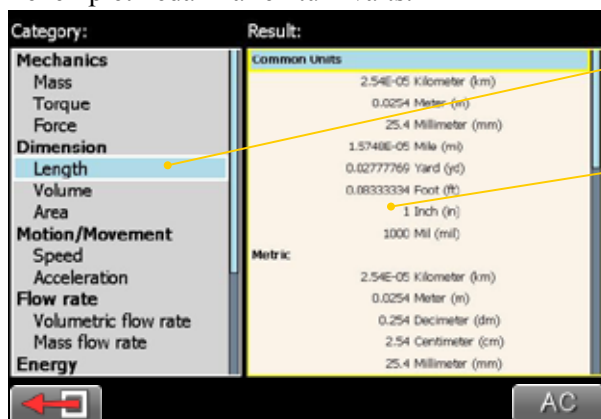 Category:
Mechanics
Mass
Torque
Force
Dimension
Length
Volume
Area
Motion/Movement
Speed
Acceleration
Flow rate
Volumetric flow rate
Mass flow rate
Energy
Result:
Common Units
2.54E-05 Kilometer (km)
0.0254 Meter (m)
25.4 Millimeter (mm)
1.5740E-05 Mile (mi)
0.02777769 Yard (yd)
0.08333334 Foot (ft)
1 Inch (in)
1000 Mil (mil)
Metric
2.54E-05 Kilometer (km)
0.0254 Meter (m)
0.254 Decimeter (dm)
2.54 Centimeter (cm)
25.4 Millimeter (mm)
AC